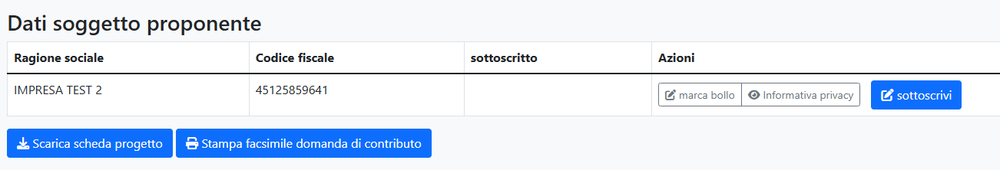 Dati soggetto proponente
Ragione sociale Codice fiscale sottoscritto Azioni
IMPRESA TEST 2 45125859641 marca bollo Informativa privacy sottoscrivi
Scarica scheda progetto Stampa facsimile domanda di contributo